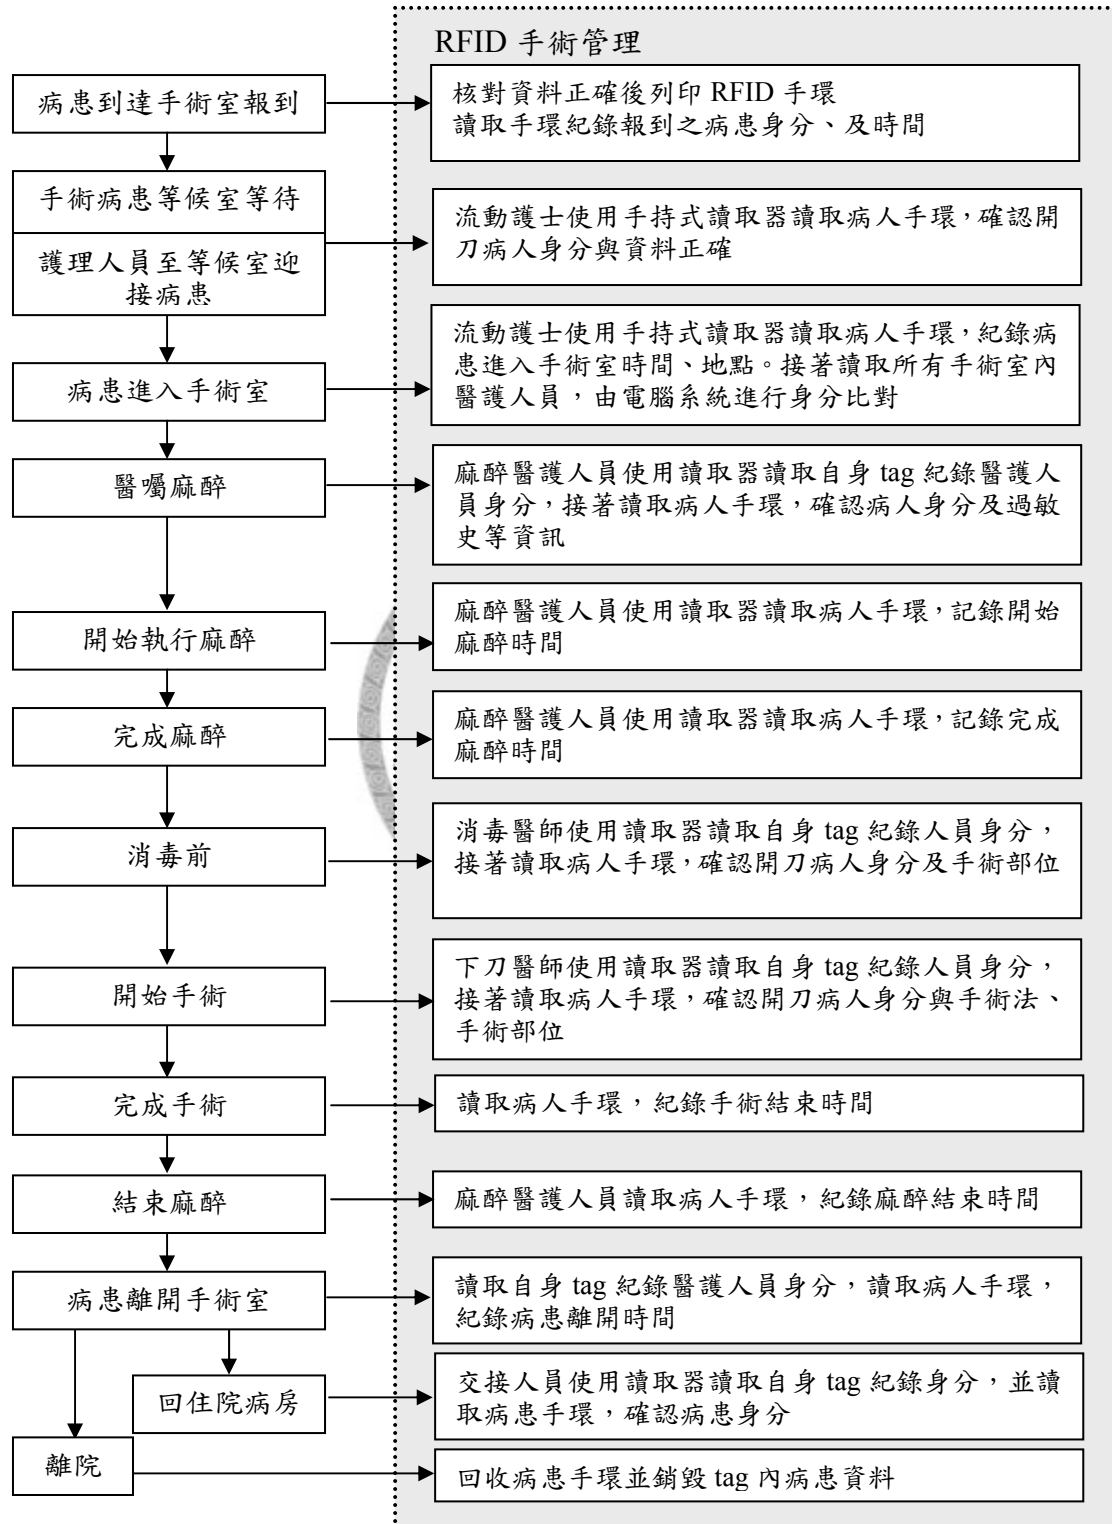 RFID 手術管理
病患到達手術室報到
核對資料正確後列印 RFID 手環
讀取手環紀錄報到之病患身分、及時間
手術病患等候室等待
護理人員至等候室迎
接病患
流動護士使用手持式讀取器讀取病人手環，確認開
刀病人身分與資料正確
病患進入手術室
流動護士使用手持式讀取器讀取病人手環，紀錄病
患進入手術室時間、地點。接著讀取所有手術室內
醫護人員，由電腦系統進行身分比對
醫囑麻醉
麻醉醫護人員使用讀取器讀取自身 tag 紀錄醫護人
員身分，接著讀取病人手環，確認病人身分及過敏
史等資訊
開始執行麻醉
麻醉醫護人員使用讀取器讀取病人手環，記錄開始
麻醉時間
完成麻醉
麻醉醫護人員使用讀取器讀取病人手環，記錄完成
麻醉時間
消毒前
消毒醫師使用讀取器讀取自身 tag 紀錄人員身分，
接著讀取病人手環，確認開刀病人身分及手術部位
開始手術
下刀醫師使用讀取器讀取自身 tag 紀錄人員身分，
接著讀取病人手環，確認開刀病人身分與手術法、
手術部位
完成手術
讀取病人手環，紀錄手術結束時間
結束麻醉
麻醉醫護人員讀取病人手環，紀錄麻醉結束時間
病患離開手術室
讀取自身 tag 紀錄醫護人員身分，讀取病人手環，
紀錄病患離開時間
回住院病房
交接人員使用讀取器讀取自身 tag 紀錄身分，並讀
取病患手環，確認病患身分
離院
回收病患手環並銷毀 tag 內病患資料